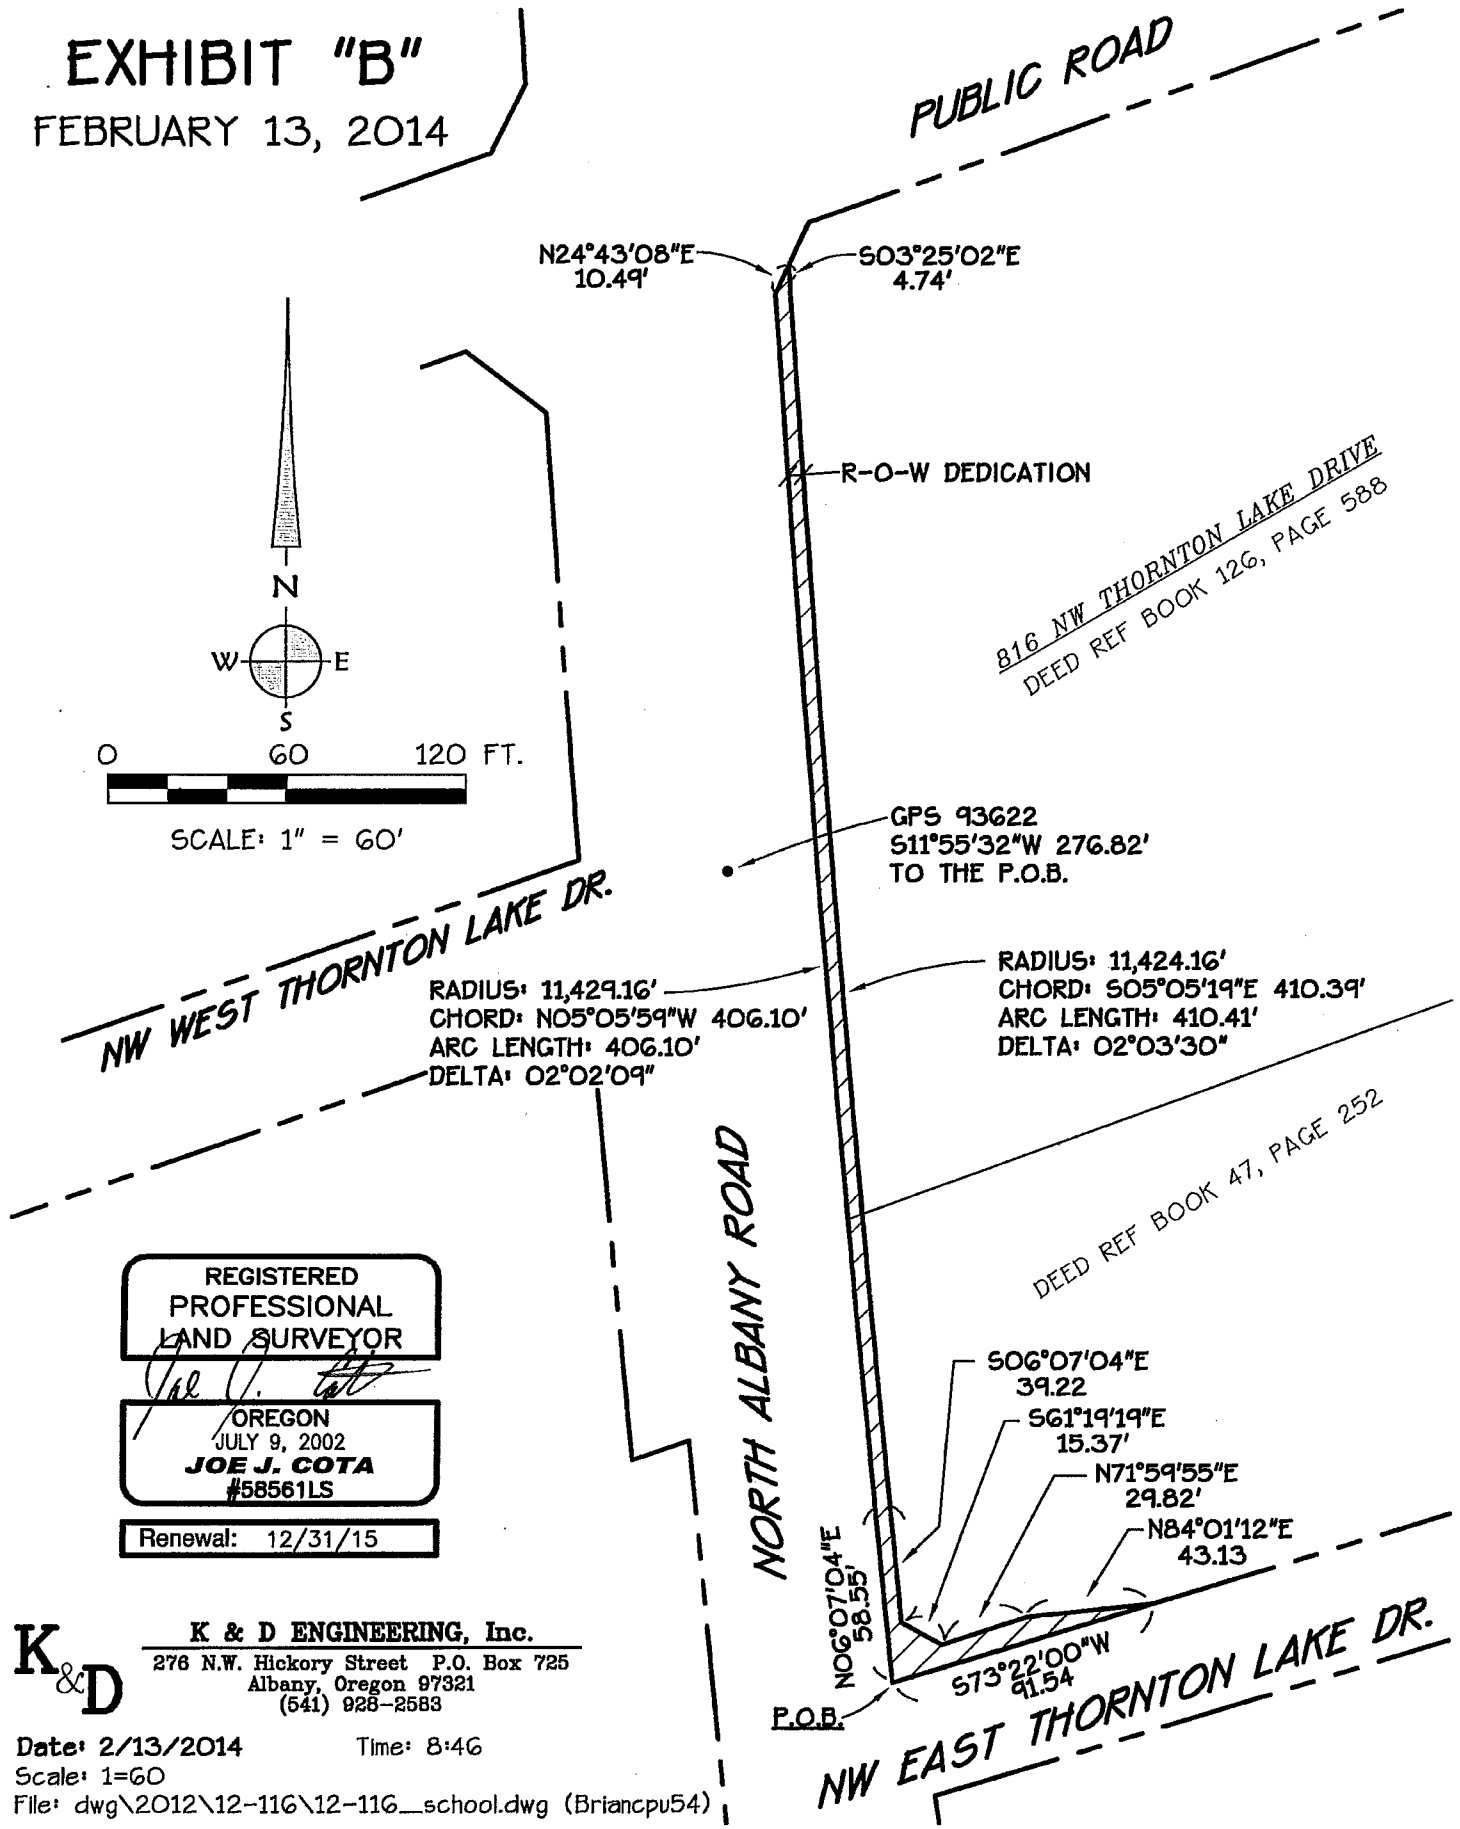 EXHIBIT "B"
FEBRUARY 13, 2014
PUBLIC ROAD
N24°43'08"E
10.49'
S03°25'02"E
4.74'
R-O-W DEDICATION
816 NW THORNTON LAKE DRIVE
DEED REF BOOK 126, PAGE 588
N
W E
S
0 60 120 FT.
SCALE: 1" = 60'
GPS 93622
S11°55'32"W 276.82'
TO THE P.O.B.
NW WEST THORNTON LAKE DR.
RADIUS: 11,429.16'
CHORD: N05°05'59"W 406.10'
ARC LENGTH: 406.10'
DELTA: 02°02'09"
RADIUS: 11,424.16'
CHORD: S05°05'19"E 410.39'
ARC LENGTH: 410.41'
DELTA: 02°03'30"
DEED REF BOOK 47, PAGE 252
NORTH ALBANY ROAD
REGISTERED
PROFESSIONAL
LAND SURVEYOR
OREGON
JULY 9, 2002
JOE J. COTA
#58561LS
Renewal: 12/31/15
S06°07'04"E
39.22
S61°19'19"E
15.37'
N71°59'55"E
29.82'
N84°01'12"E
43.13
N06°07'04"E
58.55'
S73°22'00"W
91.54
P.O.B.
NW EAST THORNTON LAKE DR.
K&D
K & D ENGINEERING, Inc.
276 N.W. Hickory Street P.O. Box 725
Albany, Oregon 97321
(541) 928-2583
Date: 2/13/2014 Time: 8:46
Scale: 1=60
File: dwg\2012\12-116\12-116_school.dwg (Briancpu54)